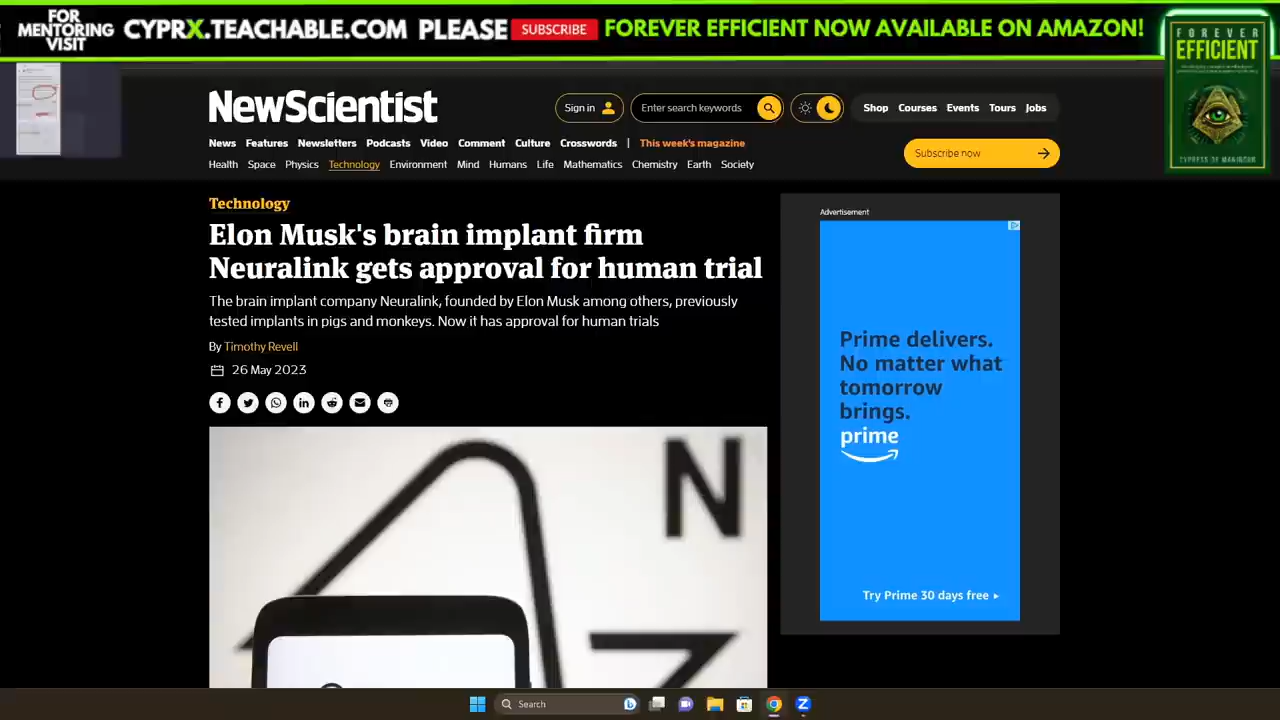 FOR
MENTORING
VISIT
CYPRX.TEACHABLE.COM PLEASE SUBSCRIBE FOREVER EFFICIENT NOW AVAILABLE ON AMAZON!
FOREVER
EFFICIENT
NewScientist
Sign in
Enter search keywords
Shop Courses Events Tours Jobs
News Features Newsletters Podcasts Video Comment Culture Crosswords | This week's magazine
Health Space Physics Technology Environment Mind Humans Life Mathematics Chemistry Earth Society
Subscribe now
Technology
Elon Musk's brain implant firm
Neuralink gets approval for human trial
The brain implant company Neuralink, founded by Elon Musk among others, previously
tested implants in pigs and monkeys. Now it has approval for human trials
By Timothy Revell
26 May 2023
N
Advertisement
Prime delivers.
No matter what
tomorrow
brings.
prime
Try Prime 30 days free
Search